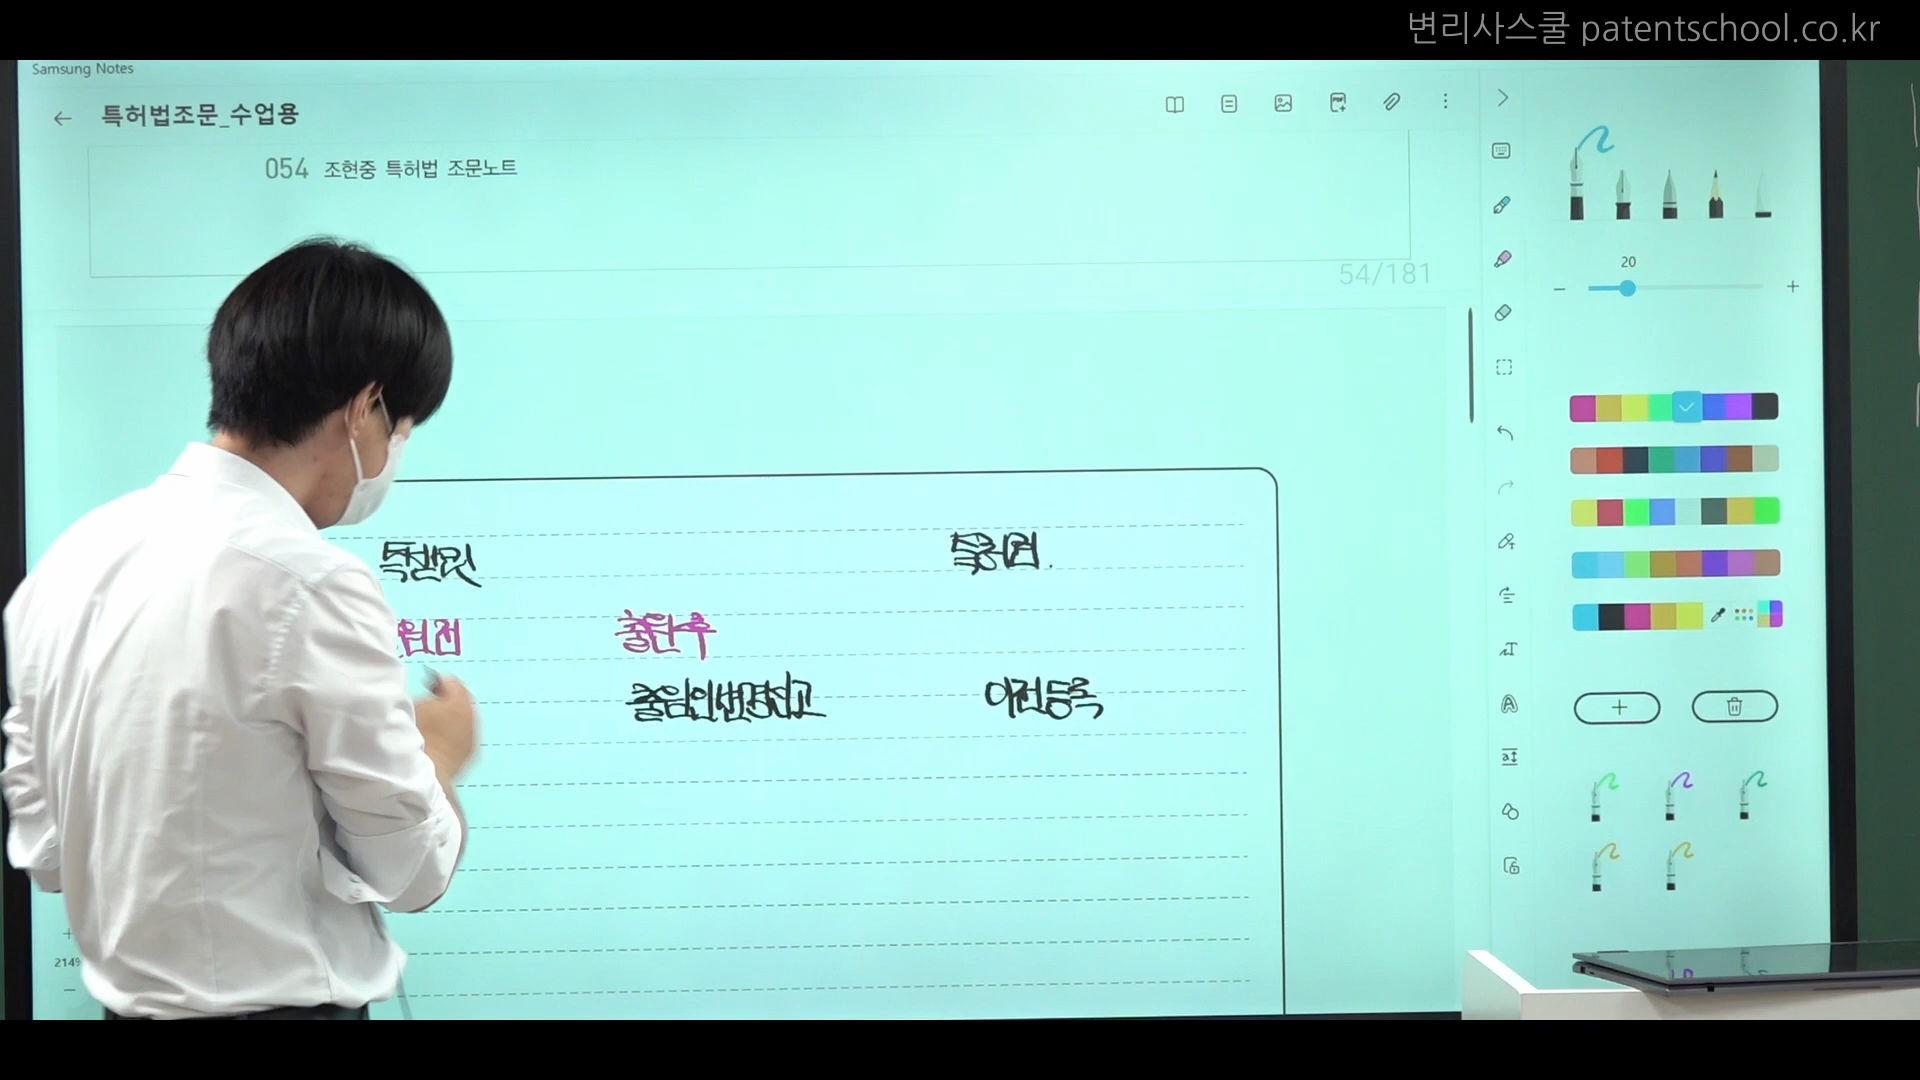 변리사스쿨 patentschool.co.kr
Samsung Notes
특허법조문_수업용
054 조현중 특허법 조문노트
54/181
20
특받권
특허권.
출원전
출원후
출원인변경신고
이전등록
214%